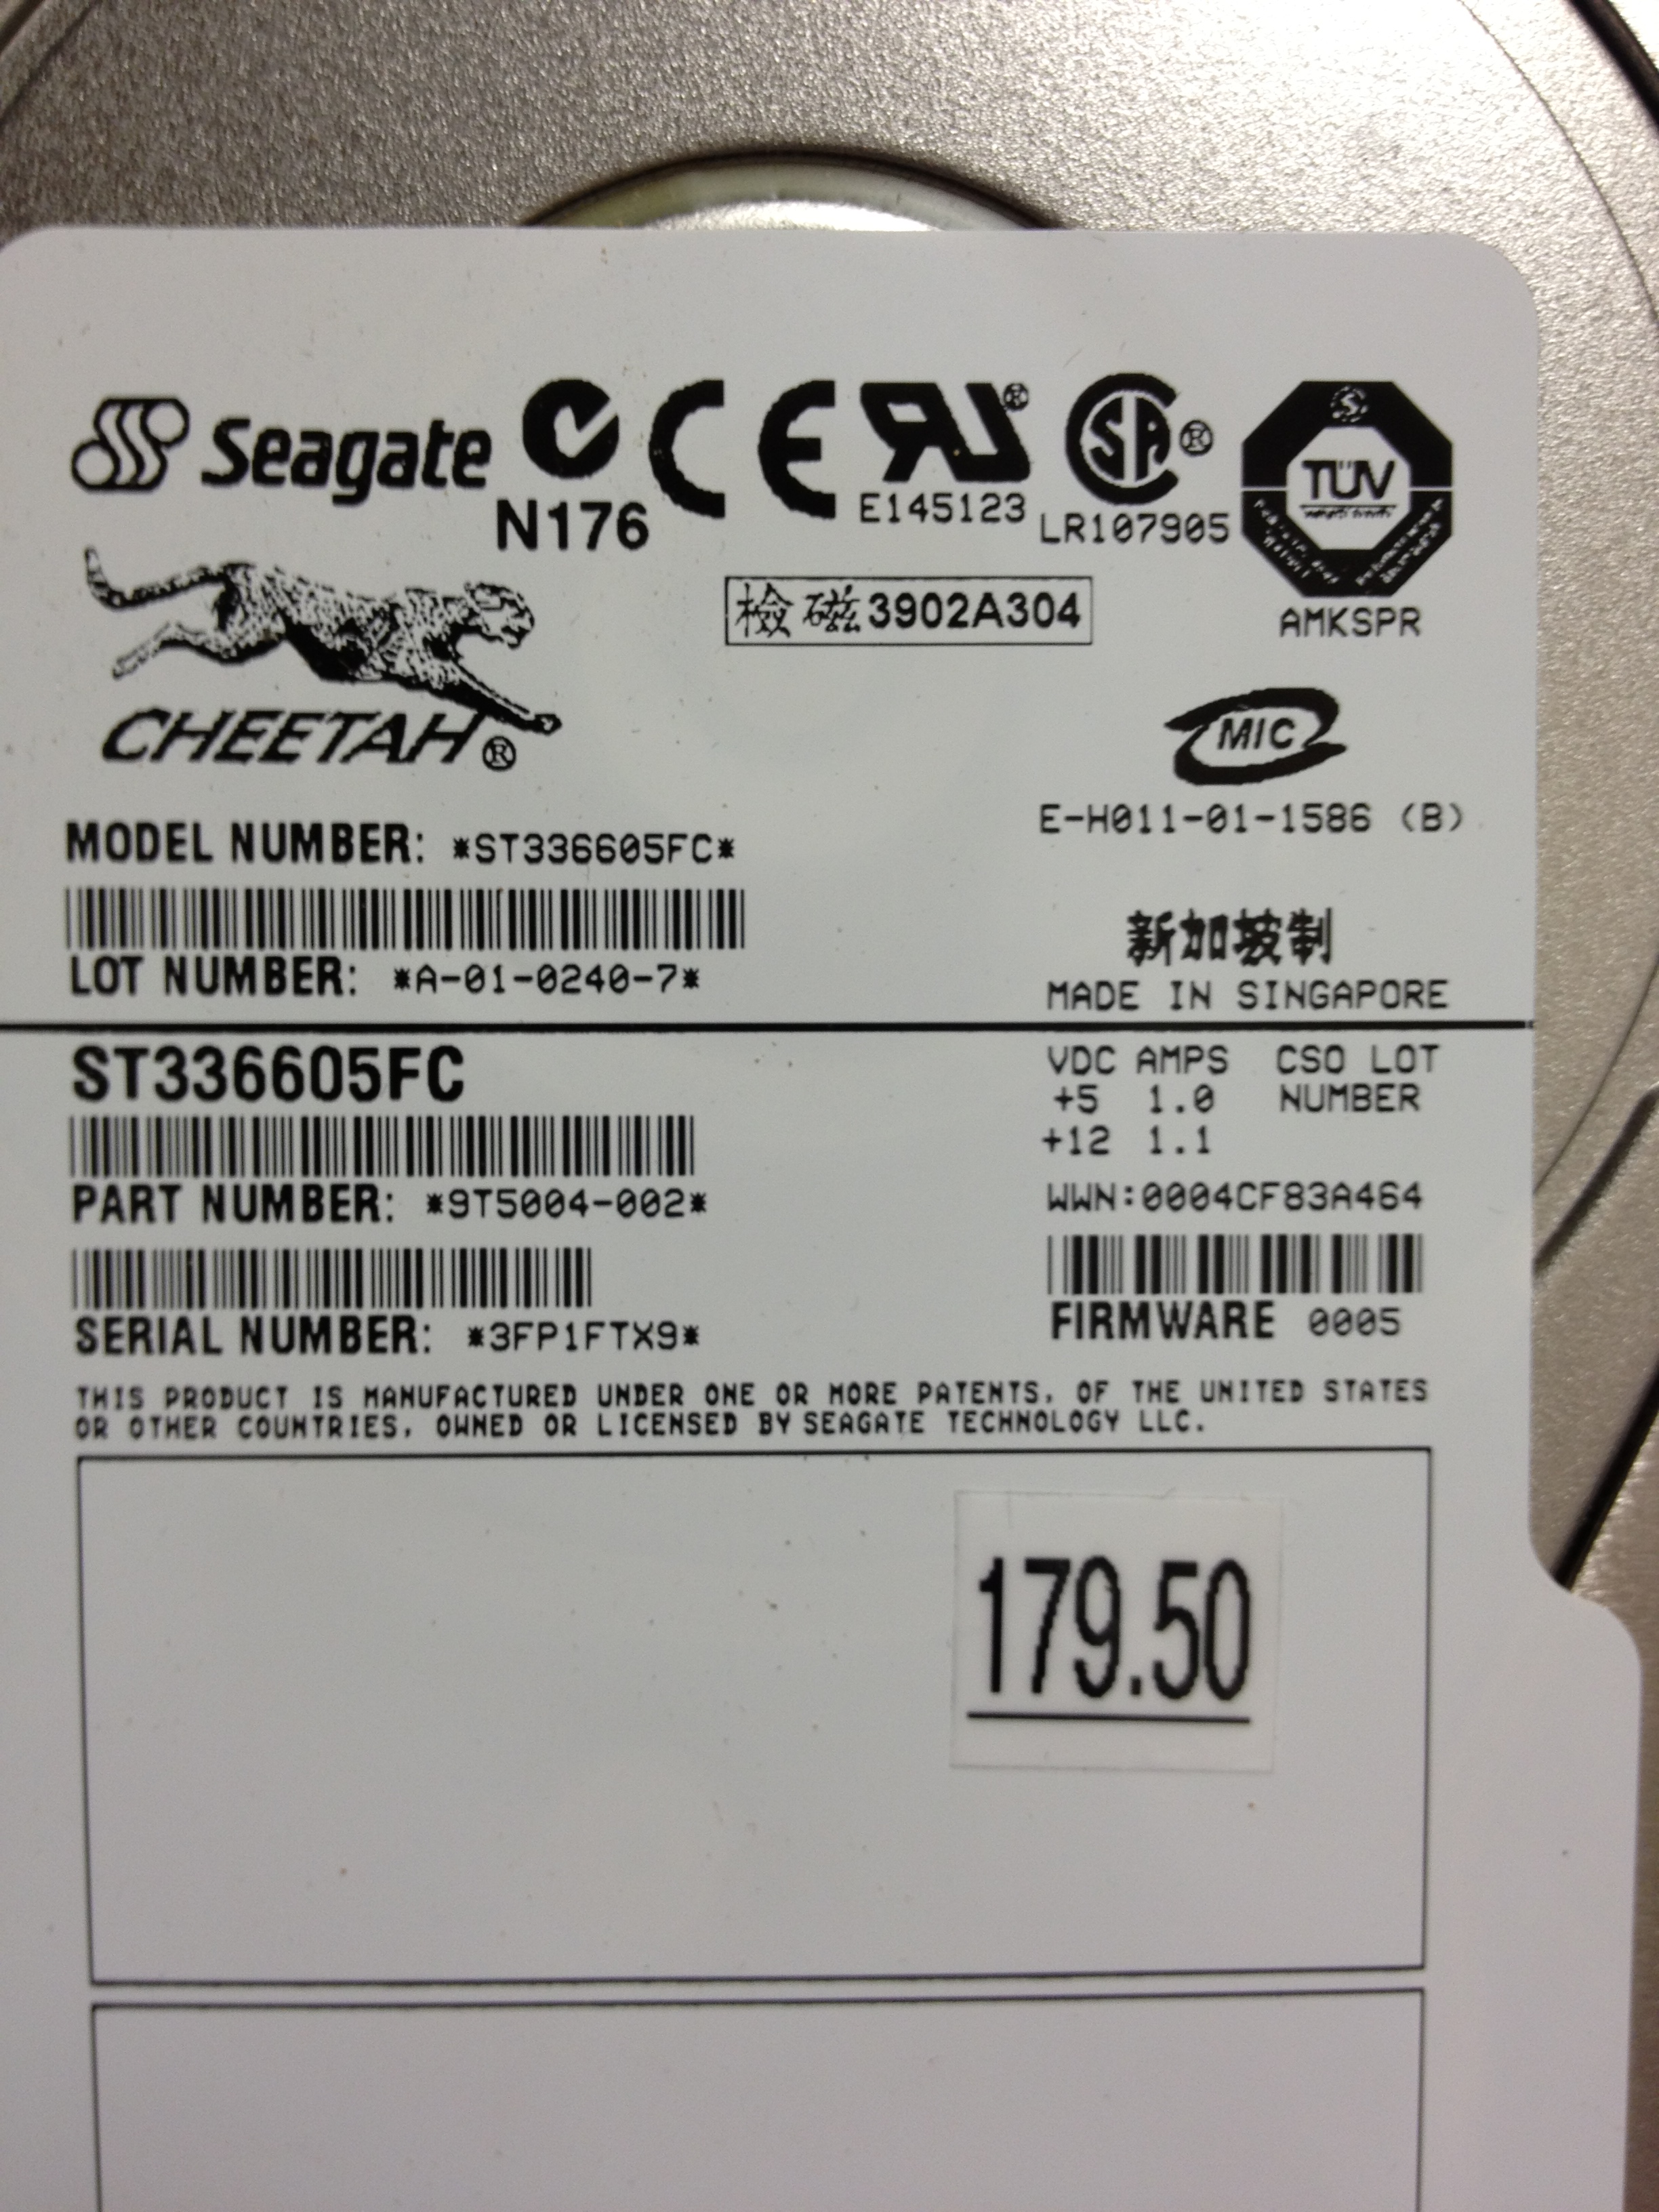 Seagate
N176
CE
®
E145123
SA®
LR107905
TÜV
AMKSPR
檢磁3902A304
CHEETAH®
MIC
E-H011-01-1586 (B)
MODEL NUMBER: *ST336605FC*
LOT NUMBER: *A-01-0240-7*
新加坡制
MADE IN SINGAPORE
ST336605FC
PART NUMBER: *9T5004-002*
SERIAL NUMBER: *3FP1FTX9*
VDC AMPS CSO LOT
+5 1.0 NUMBER
+12 1.1
WWN:0004CF83A464
FIRMWARE 0005
THIS PRODUCT IS MANUFACTURED UNDER ONE OR MORE PATENTS, OF THE UNITED STATES
OR OTHER COUNTRIES, OWNED OR LICENSED BY SEAGATE TECHNOLOGY LLC.
179.50